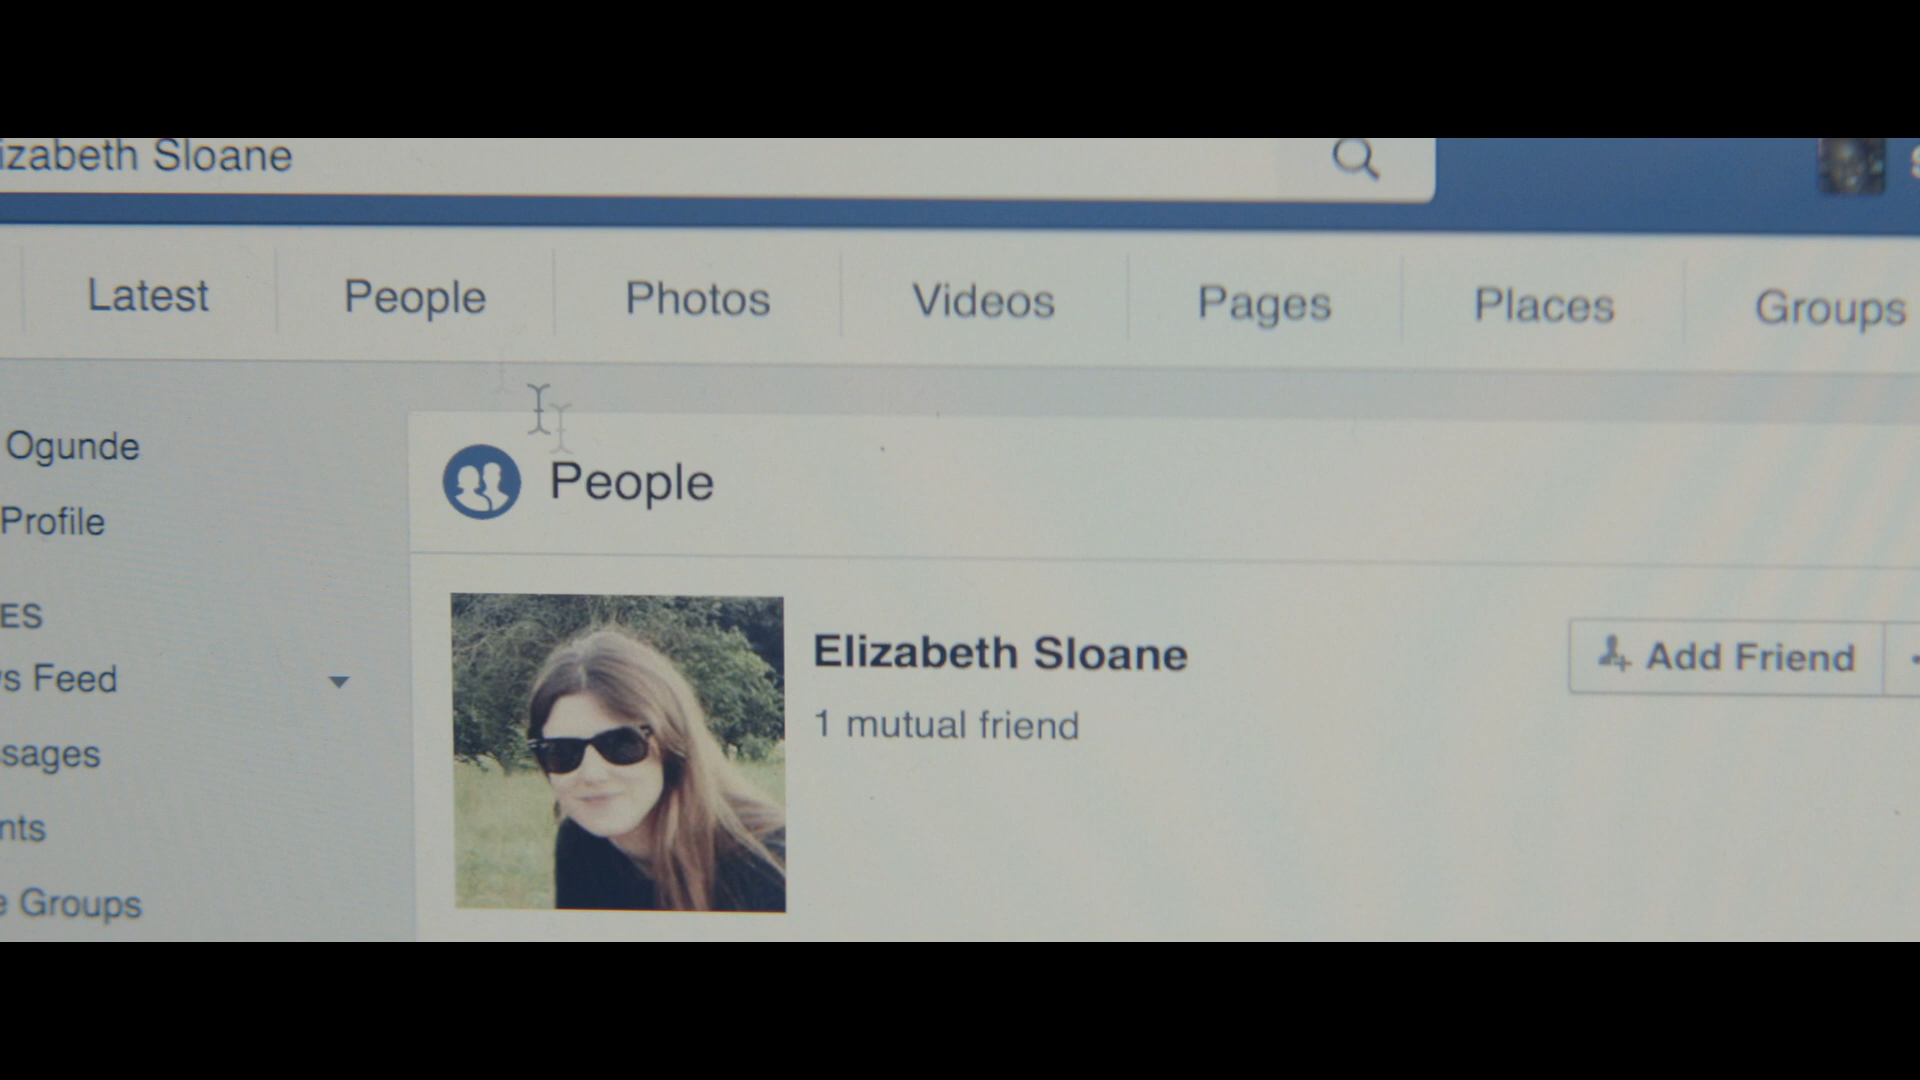 izabeth Sloane
Latest People Photos Videos Pages Places Groups
Ogunde
Profile
People
ES
s Feed
Elizabeth Sloane
Add Friend
1 mutual friend
sages
nts
e Groups